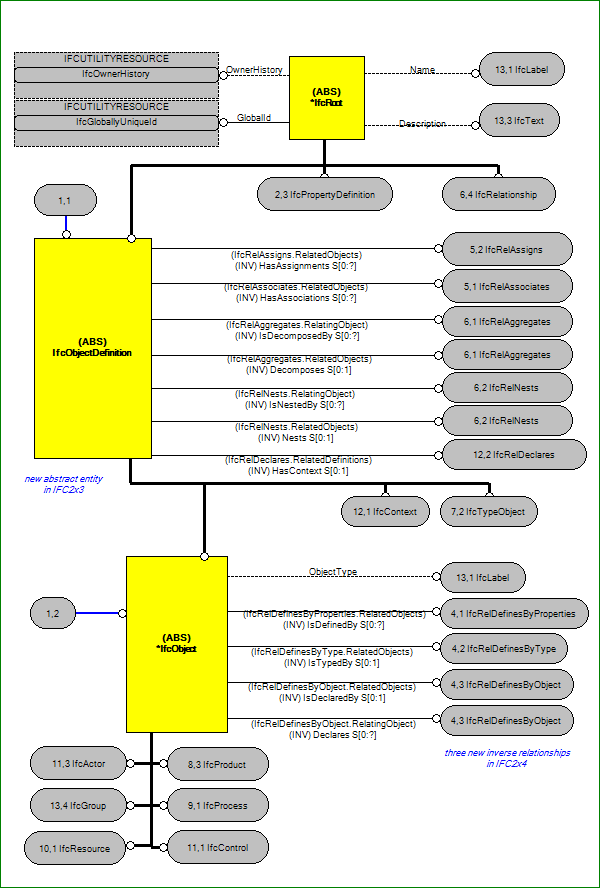 IFCUTILITYRESOURCE
IfcOwnerHistory
OwnerHistory
IFCUTILITYRESOURCE
IfcGloballyUniqueId
GlobalId
(ABS)
*IfcRoot
Name
13,1 IfcLabel
Description
13,3 IfcText
2,3 IfcPropertyDefinition
6,4 IfcRelationship
1,1
(ABS)
IfcObjectDefinition
(IfcRelAssigns.RelatedObjects)
(INV) HasAssignments S[0:?]
5,2 IfcRelAssigns
(IfcRelAssociates.RelatedObjects)
(INV) HasAssociations S[0:?]
5,1 IfcRelAssociates
(IfcRelAggregates.RelatingObject)
(INV) IsDecomposedBy S[0:?]
6,1 IfcRelAggregates
(IfcRelAggregates.RelatedObjects)
(INV) Decomposes S[0:1]
6,1 IfcRelAggregates
(IfcRelNests.RelatingObject)
(INV) IsNestedBy S[0:?]
6,2 IfcRelNests
(IfcRelNests.RelatedObjects)
(INV) Nests S[0:1]
6,2 IfcRelNests
(IfcRelDeclares.RelatedDefinitions)
(INV) HasContext S[0:1]
12,2 IfcRelDeclares
new abstract entity
in IFC2x3
12,1 IfcContext
7,2 IfcTypeObject
1,2
(ABS)
*IfcObject
ObjectType
13,1 IfcLabel
(IfcRelDefinesByProperties.RelatedObjects)
(INV) IsDefinedBy S[0:?]
4,1 IfcRelDefinesByProperties
(IfcRelDefinesByType.RelatedObjects)
(INV) IsTypedBy S[0:1]
4,2 IfcRelDefinesByType
(IfcRelDefinesByObject.RelatedObjects)
(INV) IsDeclaredBy S[0:1]
4,3 IfcRelDefinesByObject
(IfcRelDefinesByObject.RelatingObject)
(INV) Declares S[0:?]
4,3 IfcRelDefinesByObject
three new inverse relationships
in IFC2x4
11,3 IfcActor
8,3 IfcProduct
13,4 IfcGroup
9,1 IfcProcess
10,1 IfcResource
11,1 IfcControl